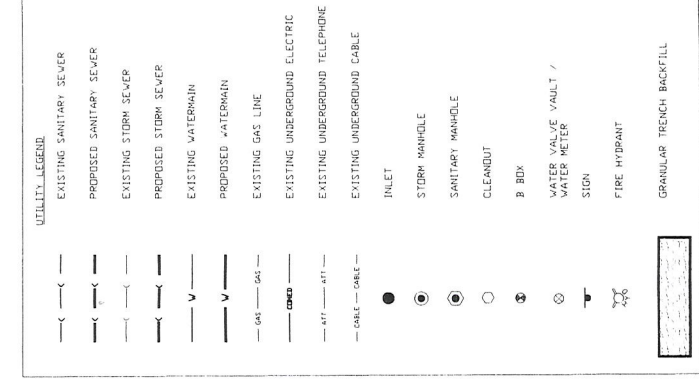 UTILITY LEGEND
EXISTING SANITARY SEWER
PROPOSED SANITARY SEWER
EXISTING STORM SEWER
PROPOSED STORM SEWER
W EXISTING WATERMAIN
W PROPOSED WATERMAIN
GAS GAS EXISTING GAS LINE
COMED EXISTING UNDERGROUND ELECTRIC
ATT ATT EXISTING UNDERGROUND TELEPHONE
CABLE CABLE EXISTING UNDERGROUND CABLE
INLET
STORM MANHOLE
SANITARY MANHOLE
CLEANOUT
B BOX
WATER VALVE VAULT /
WATER METER
SIGN
FIRE HYDRANT
GRANULAR TRENCH BACKFILL